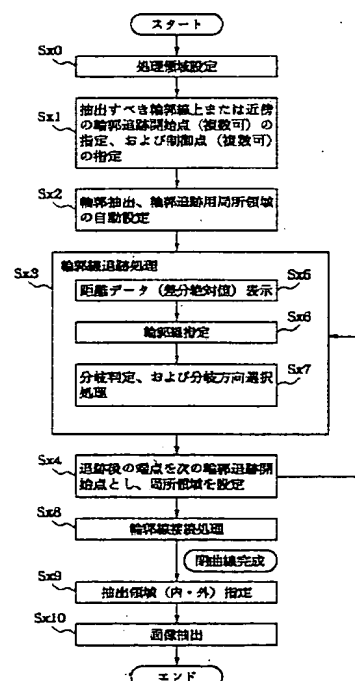 スタート
Sx0
処理領域設定
Sx1
抽出すべき輪郭線上または近傍
の輪郭追跡開始点（複数可）の
指定、および制御点（複数可）
の指定
Sx2
輪郭抽出、輪郭追跡用局所領域
の自動設定
Sx3
輪郭線追跡処理
Sx5
距離データ（差分絶対値）表示
Sx6
輪郭線指定
Sx7
分岐判定、および分岐方向選択
処理
Sx4
追跡後の端点を次の輪郭追跡開
始点とし、局所領域を設定
Sx8
輪郭線接続処理
閉曲線完成
Sx9
抽出領域（内・外）指定
Sx10
画像抽出
エンド